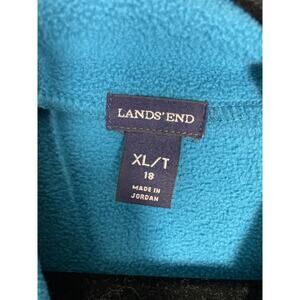 LANDS' END
XL/T
18
MADE IN
JORDAN